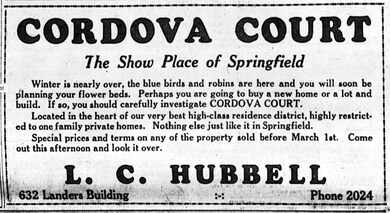 CORDOVA COURT
The Show Place of Springfield
Winter is nearly over, the blue birds and robins are here and you will soon be
planning your flower beds. Perhaps you are going to buy a new home or a lot and
build. If so, you should carefully investigate CORDOVA COURT.
Located in the heart of our very best high-class residence district, highly restrict-
ed to one family private homes. Nothing else just like it in Springfield.
Special prices and terms on any of the property sold before March 1st. Come
out this afternoon and look it over.
L. C. HUBBELL
632 Landers Building :-: Phone 2024